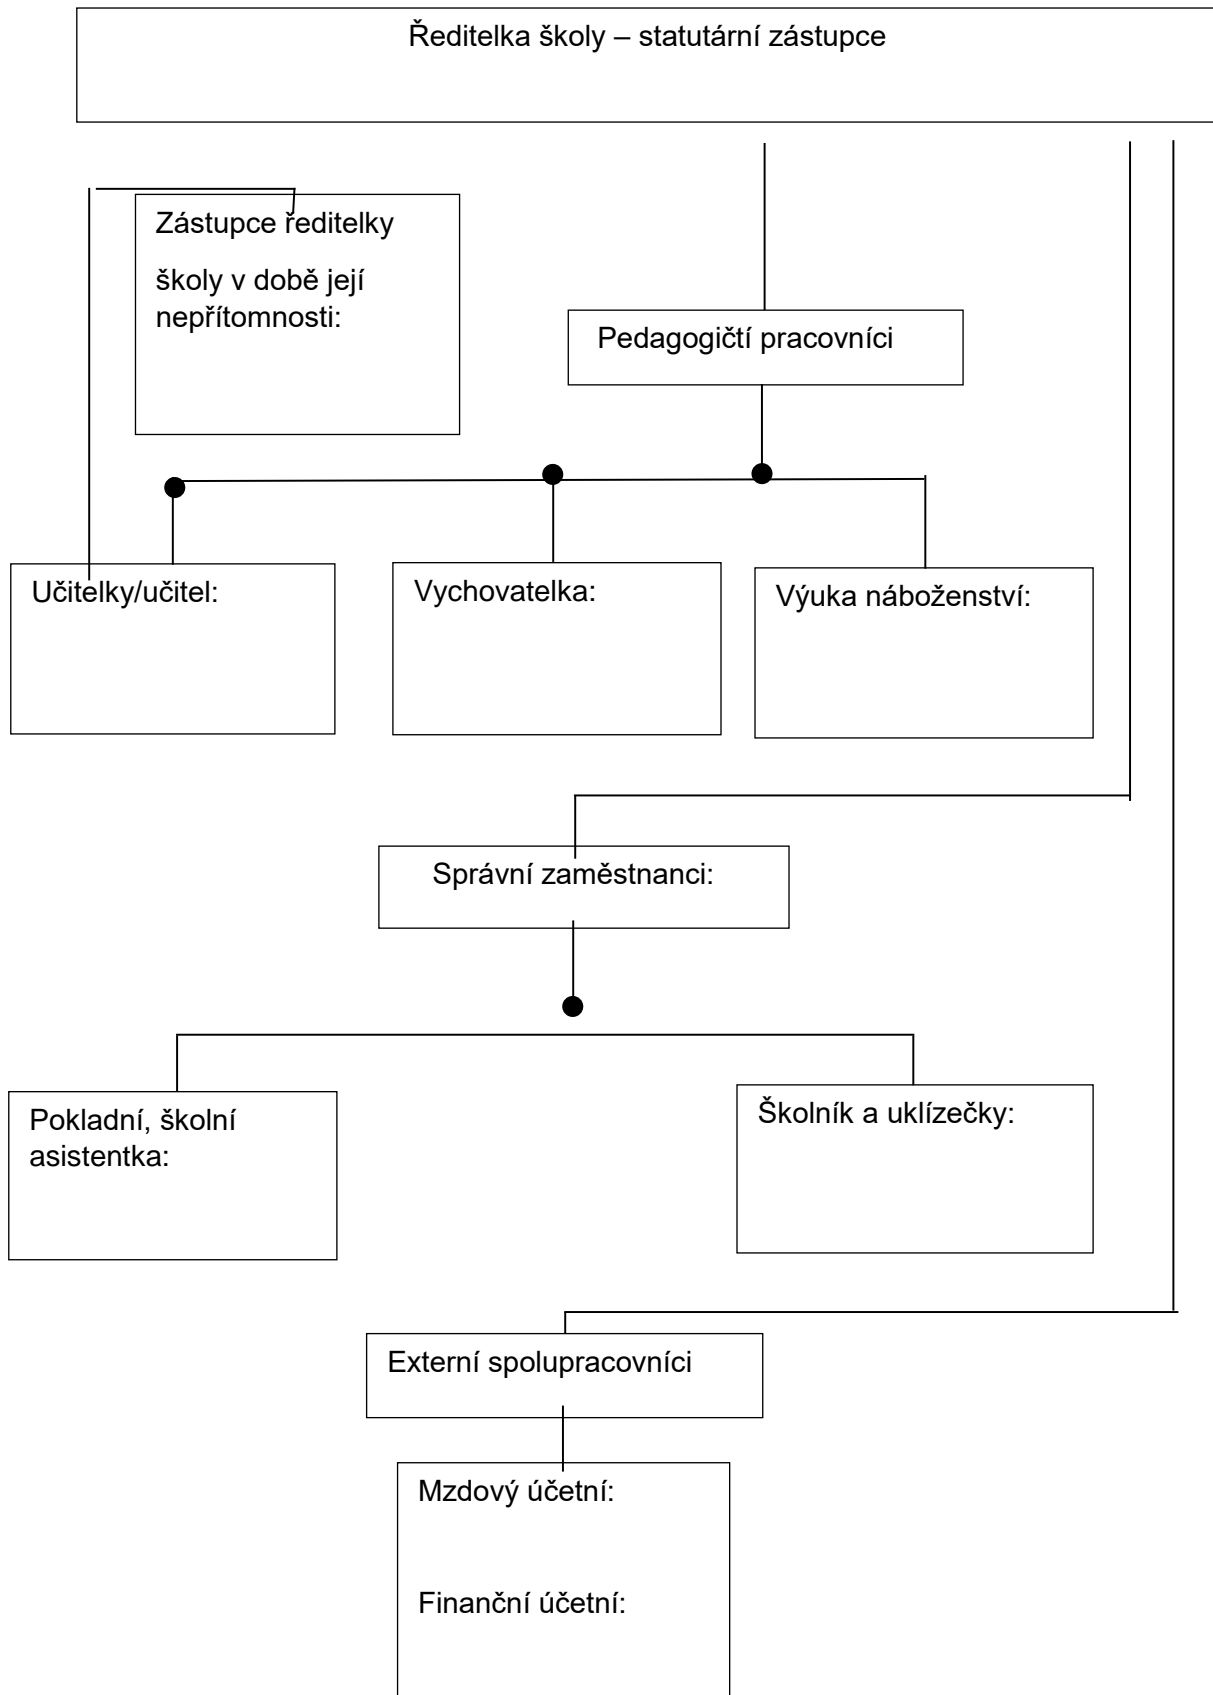 Ředitelka školy – statutární zástupce
Zástupce ředitelky
školy v době její
nepřítomnosti:
Pedagogičtí pracovníci
Učitelky/učitel:
Vychovatelka:
Výuka náboženství:
Správní zaměstnanci:
Pokladní, školní
asistentka:
Školník a uklízečky:
Externí spolupracovníci
Mzdový účetní:
Finanční účetní: